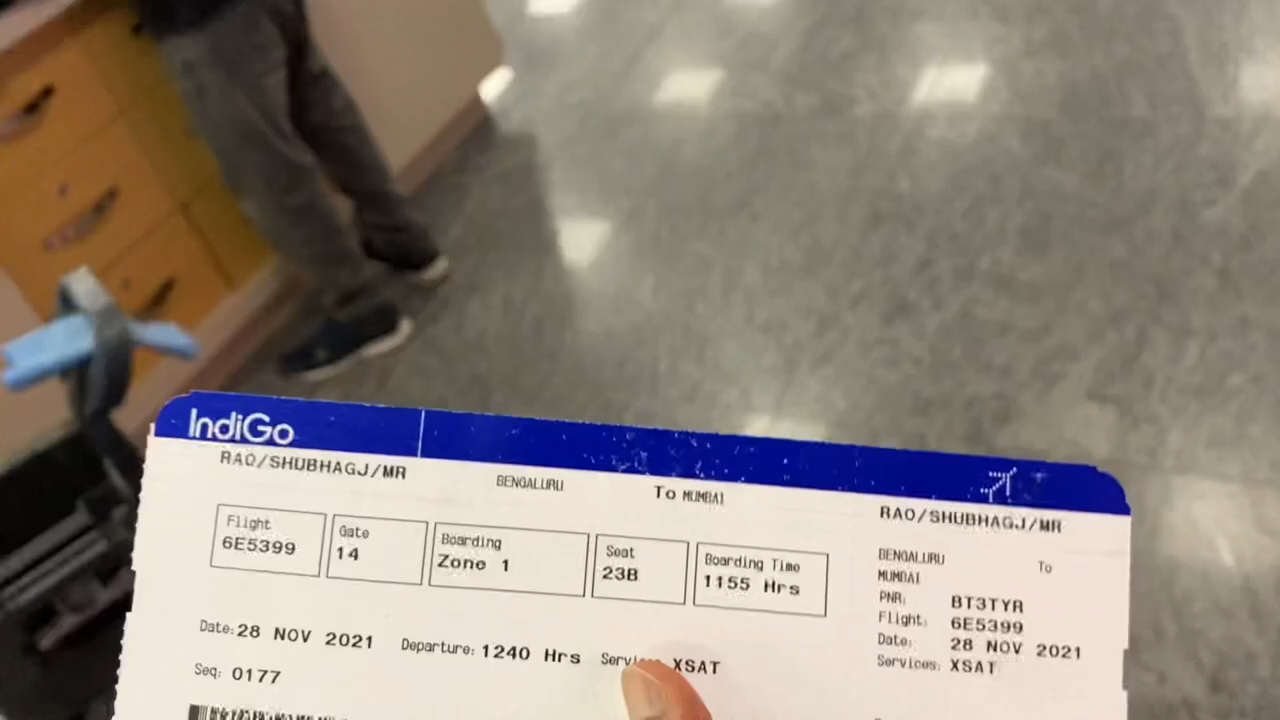 IndiGo
RAO/SHUBHAGJ/MR
BENGALURU To MUMBAI
Flight
6E5399
Gate
14
Boarding
Zone 1
Seat
23B
Boarding Time
1155 Hrs
Date: 28 NOV 2021 Departure: 1240 Hrs Services XSAT
Seq: 0177
RAO/SHUBHAGJ/MR
BENGALURU To
MUMBAI
PNR: BT3TYR
Flight: 6E5399
Date: 28 NOV 2021
Services: XSAT